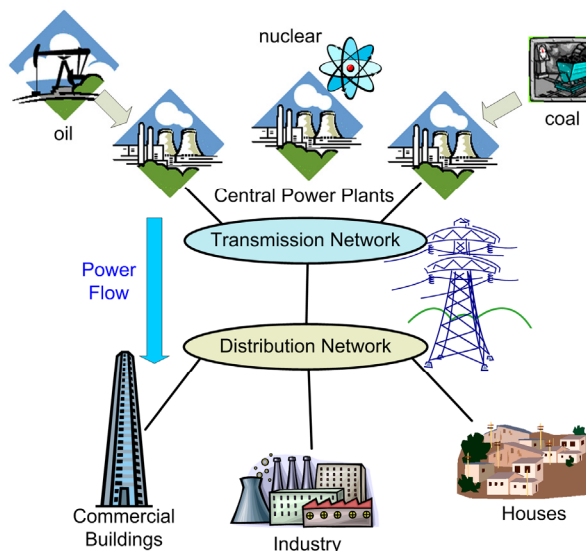 nuclear
oil
coal
Central Power Plants
Transmission Network
Power
Flow
Distribution Network
Commercial
Buildings
Industry
Houses